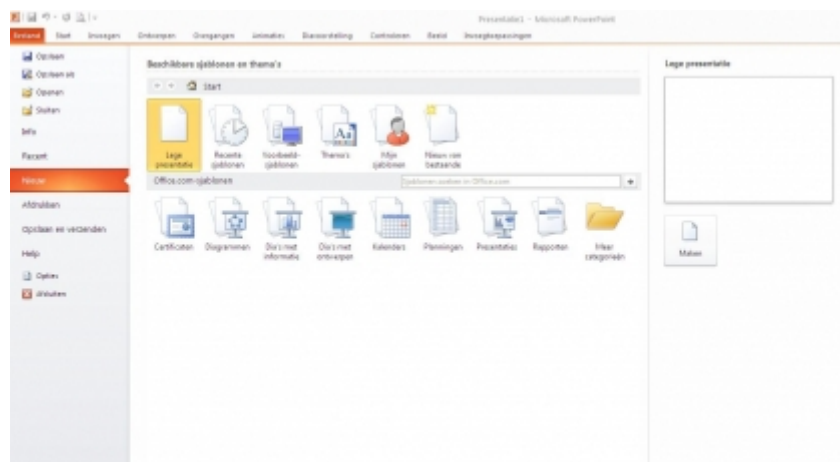 Presentatie1 - Microsoft PowerPoint
Bestand Start Invoegen Ontwerpen Overgangen Animaties Diavoorstelling Controleren Beeld Invoegtoepassingen
Opslaan
Opslaan als
Openen
Sluiten
Info
Recent
Nieuw
Afdrukken
Opslaan en verzenden
Help
Opties
Afsluiten
Beschikbare sjablonen en thema's
Start
Lege presentatie
Recente sjablonen
Voorbeeld-sjablonen
Thema's
Mijn sjablonen
Nieuw van bestaande
Office.com-sjablonen
Sjablonen zoeken in Office.com
Certificaten
Diagrammen
Dia's met informatie
Dia's met ontwerpen
Kalenders
Planningen
Presentaties
Rapporten
Meer categorieën
Lege presentatie
Maken